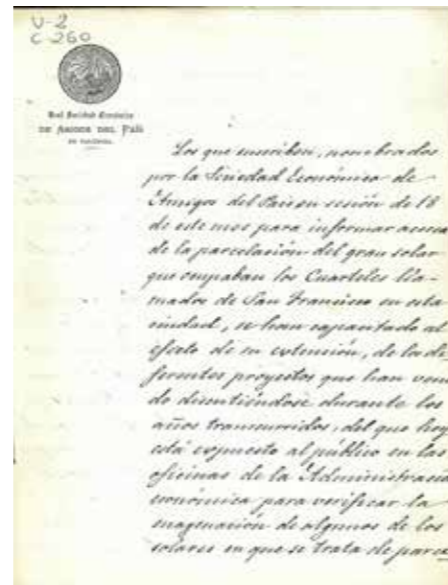 V-2
C-260
Real Sociedad Económica
DE AMIGOS DEL PAÍS
DE VALENCIA.
Los que suscriben, nombrados
por la Sociedad Económica de
Amigos del Pais en sesión de 18
de este mes para informar acerca
de la parcelación del gran solar
que ocupaban los Cuarteles lla-
mados de San Francisco en esta
ciudad, se han capacitado al
efecto de su extensión, de la di-
ferentes proyectos que han veni
do discutiéndose durante los
años transcurridos, del que hoy
está expuesto al público en las
oficinas de la Administracio
económica para verificar la
enagenación de algunos de los
solares en que se trata de parce